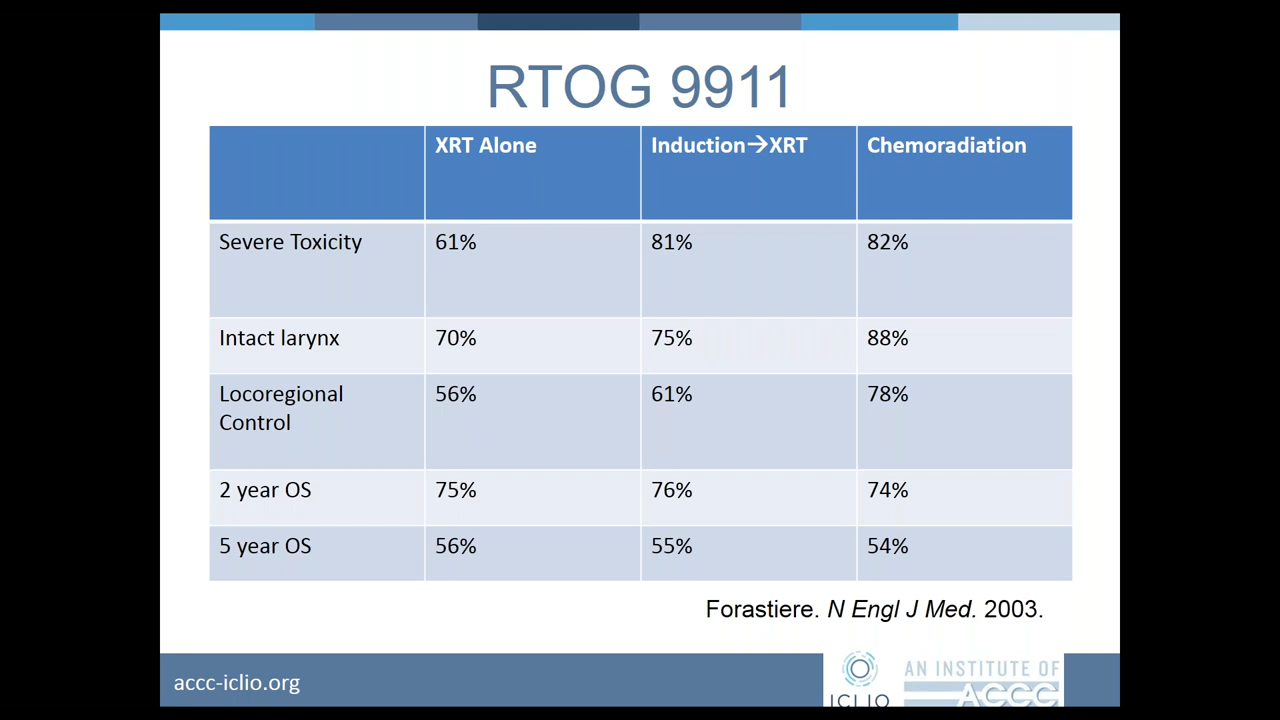 RTOG 9911
XRT Alone Induction→XRT Chemoradiation
Severe Toxicity 61% 81% 82%
Intact larynx 70% 75% 88%
Locoregional Control 56% 61% 78%
2 year OS 75% 76% 74%
5 year OS 56% 55% 54%
Forastiere. N Engl J Med. 2003.
accc-iclio.org
ICLIO
AN INSTITUTE OF
ACCC